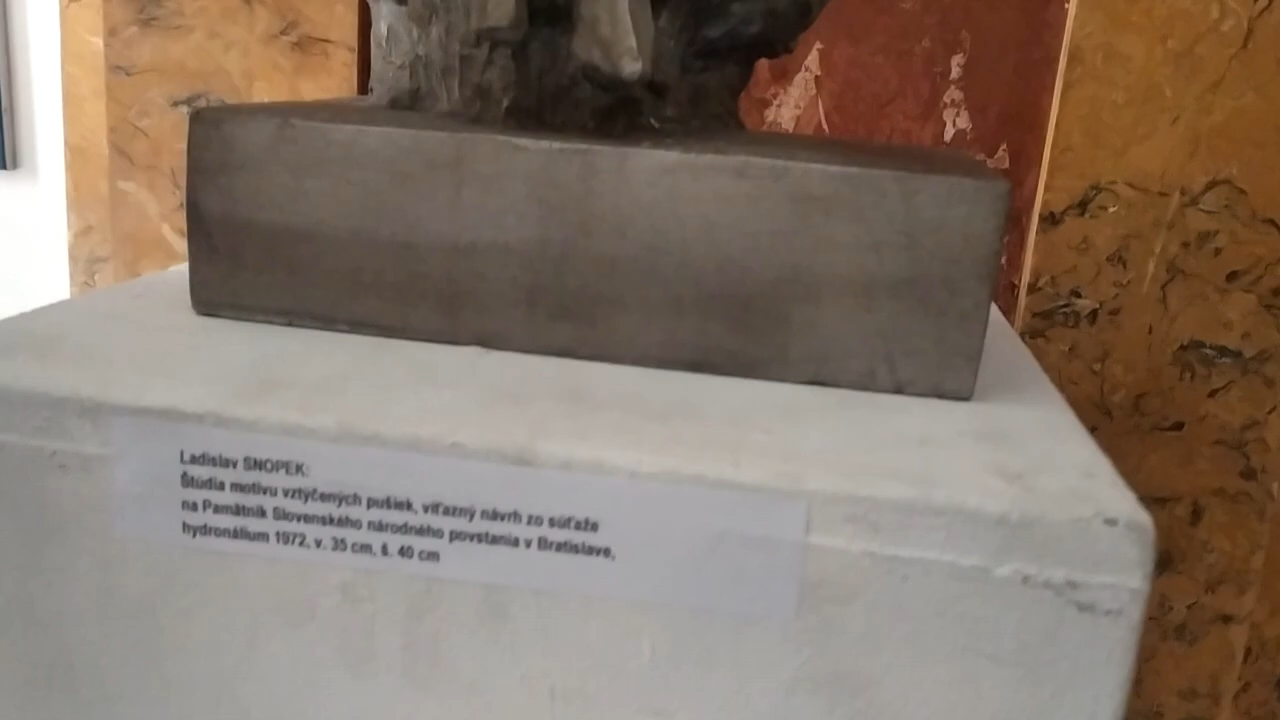 Ladislav SNOPEK:
Štúdia motívu vztýčených pušiek, víťazný návrh zo súťaže
na Pamätník Slovenského národného povstania v Bratislave,
hydronálium 1972, v. 35 cm, š. 40 cm